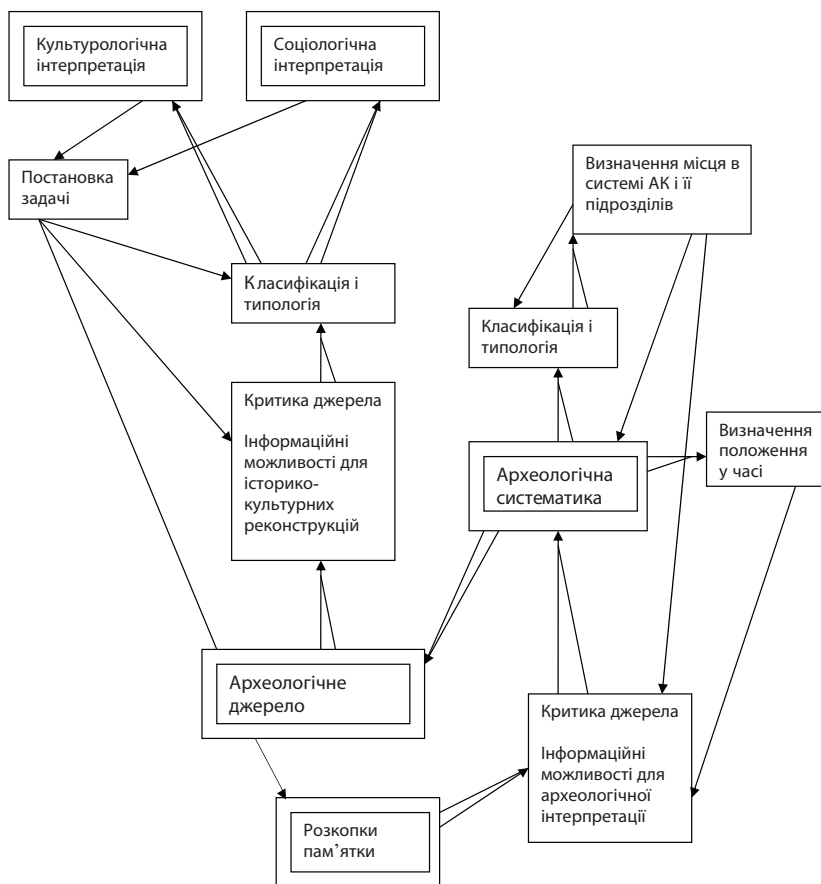 Культурологічна
інтерпретація
Соціологічна
інтерпретація
Постановка
задачі
Визначення місця в
системі АК і її
підрозділів
Класифікація і
типологія
Класифікація і
типологія
Критика джерела
Інформаційні
можливості для
історико-
культурних
реконструкцій
Визначення
положення
у часі
Археологічна
систематика
Археологічне
джерело
Критика джерела
Інформаційні
можливості для
археологічної
інтерпретації
Розкопки
пам’ятки